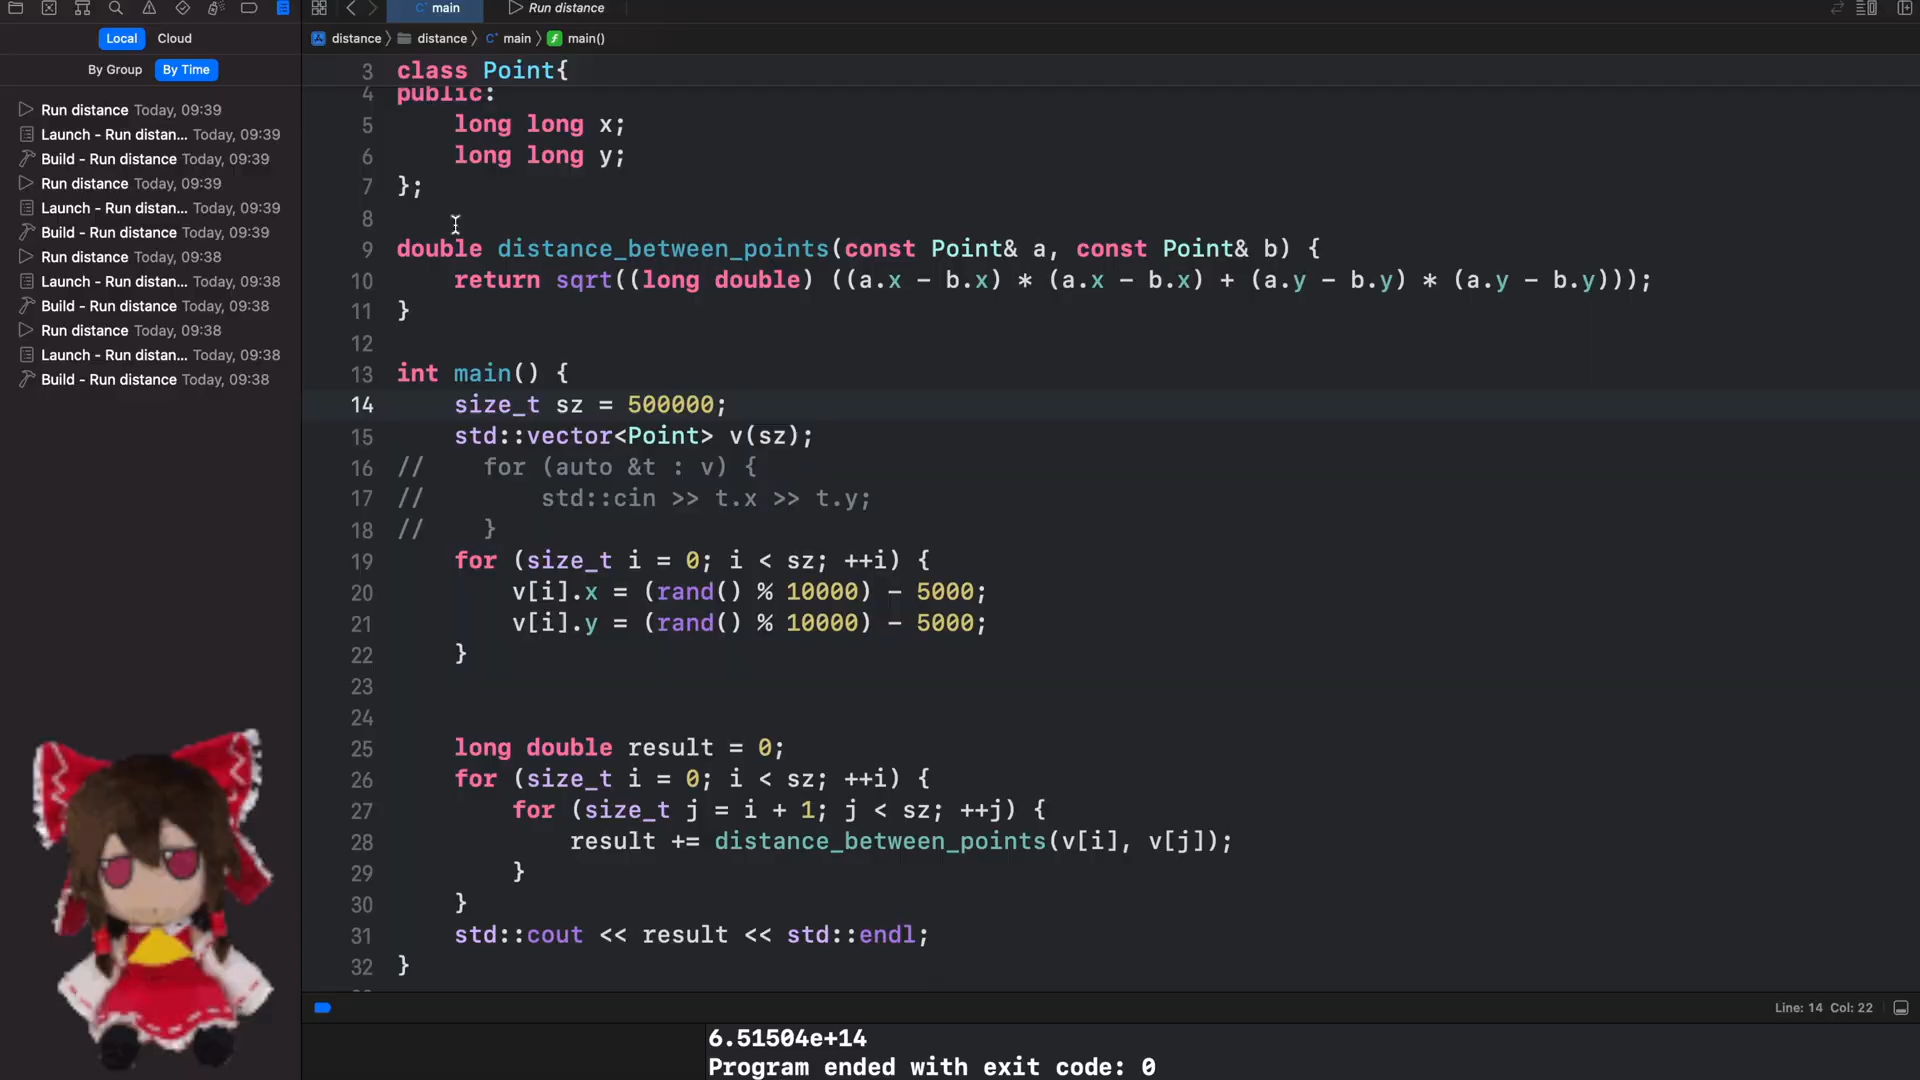 main
Run distance
Local Cloud
distance distance main main()
By Group By Time
Run distance Today, 09:39
Launch - Run distan... Today, 09:39
Build - Run distance Today, 09:39
Run distance Today, 09:39
Launch - Run distan... Today, 09:39
Build - Run distance Today, 09:39
Run distance Today, 09:38
Launch - Run distan... Today, 09:38
Build - Run distance Today, 09:38
Run distance Today, 09:38
Launch - Run distan... Today, 09:38
Build - Run distance Today, 09:38
3 class Point{
4 public:
5 long long x;
6 long long y;
7 };
8
9 double distance_between_points(const Point& a, const Point& b) {
10 return sqrt((long double) ((a.x - b.x) * (a.x - b.x) + (a.y - b.y) * (a.y - b.y)));
11 }
12
13 int main() {
14 size_t sz = 500000;
15 std::vector<Point> v(sz);
16 // for (auto &t : v) {
17 // std::cin >> t.x >> t.y;
18 // }
19 for (size_t i = 0; i < sz; ++i) {
20 v[i].x = (rand() % 10000) - 5000;
21 v[i].y = (rand() % 10000) - 5000;
22 }
23
24
25 long double result = 0;
26 for (size_t i = 0; i < sz; ++i) {
27 for (size_t j = i + 1; j < sz; ++j) {
28 result += distance_between_points(v[i], v[j]);
29 }
30 }
31 std::cout << result << std::endl;
32 }
Line: 14 Col: 22
6.51504e+14
Program ended with exit code: 0